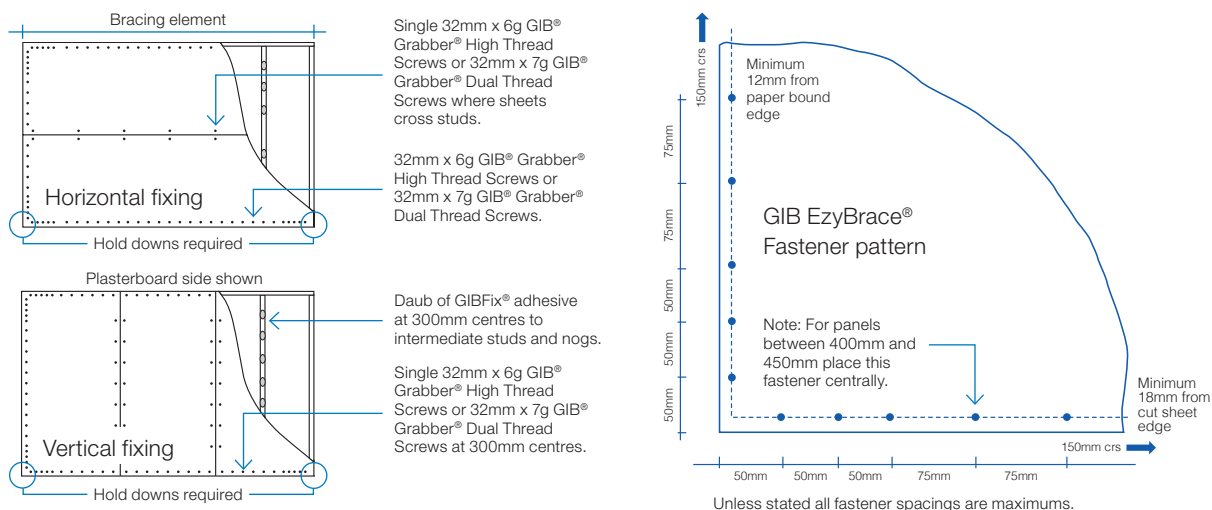 Bracing element
Single 32mm x 6g GIB®
Grabber® High Thread
Screws or 32mm x 7g GIB®
Grabber® Dual Thread
Screws where sheets
cross studs.
32mm x 6g GIB® Grabber®
High Thread Screws or
32mm x 7g GIB® Grabber®
Dual Thread Screws.
Horizontal fixing
Hold downs required
Plasterboard side shown
Daub of GIBFix® adhesive
at 300mm centres to
intermediate studs and nogs.
Single 32mm x 6g GIB®
Grabber® High Thread
Screws or 32mm x 7g GIB®
Grabber® Dual Thread
Screws at 300mm centres.
Vertical fixing
Hold downs required
150mm crs
Minimum
12mm from
paper bound
edge
75mm
75mm
50mm
50mm
50mm
GIB EzyBrace®
Fastener pattern
Note: For panels
between 400mm and
450mm place this
fastener centrally.
Minimum
18mm from
cut sheet
edge
150mm crs
50mm
50mm
50mm
75mm
75mm
Unless stated all fastener spacings are maximums.